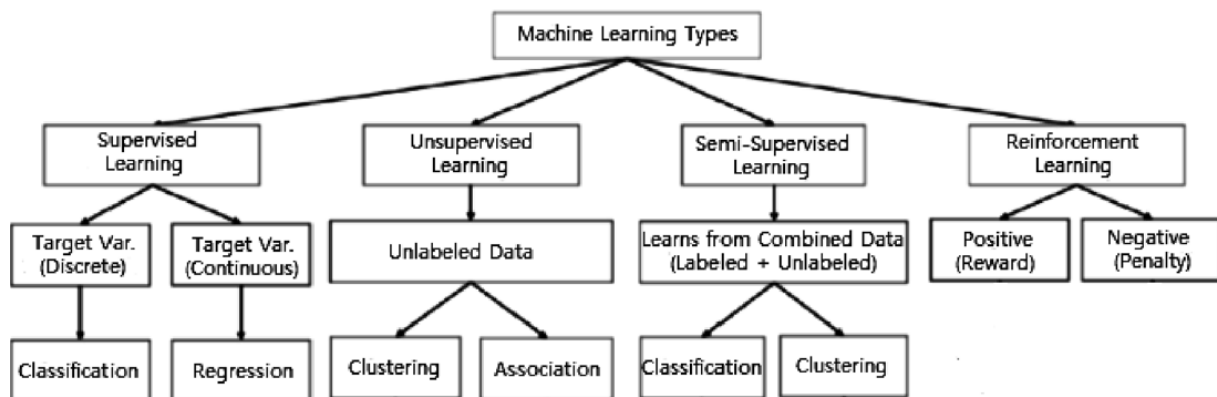 Machine Learning Types
Supervised
Learning
Unsupervised
Learning
Semi-Supervised
Learning
Reinforcement
Learning
Target Var.
(Discrete)
Target Var.
(Continuous)
Unlabeled Data
Learns from Combined Data
(Labeled + Unlabeled)
Positive
(Reward)
Negative
(Penalty)
Classification
Regression
Clustering
Association
Classification
Clustering